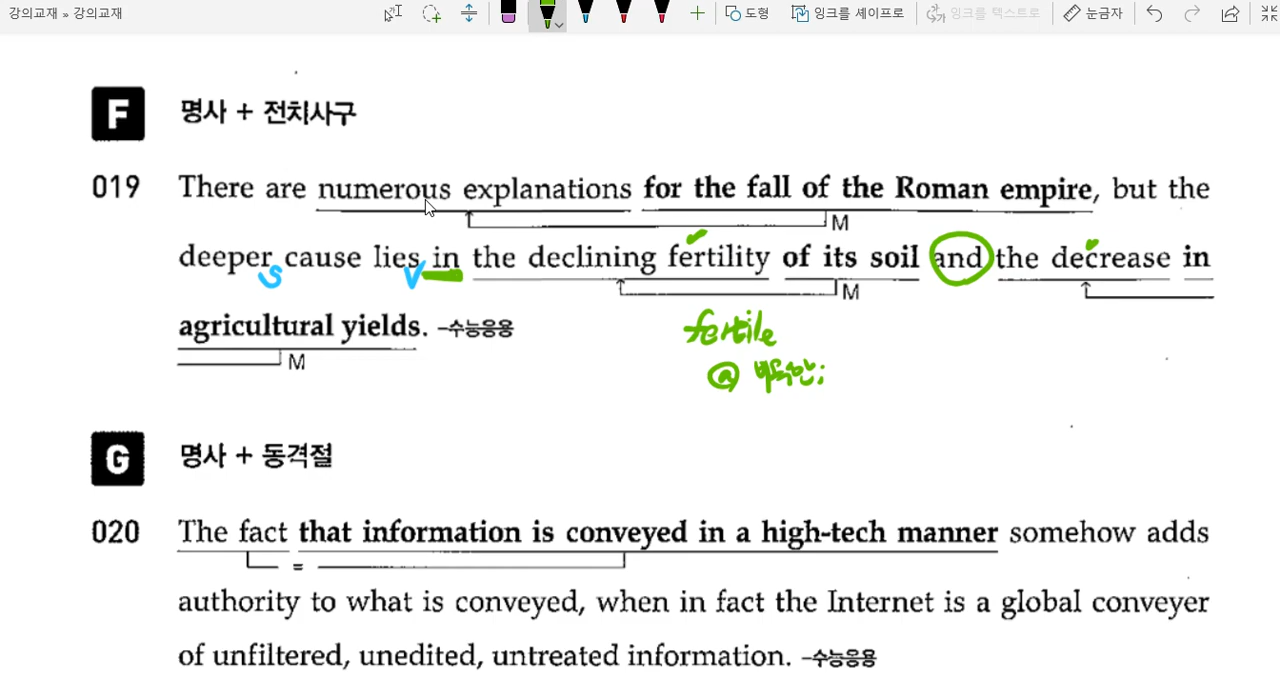 강의교재 » 강의교재
도형
잉크를 셰이프로
잉크를 텍스트로
눈금자
F 명사 + 전치사구
019 There are numerous explanations for the fall of the Roman empire, but the
M
deeper cause lies in the declining fertility of its soil and the decrease in
S V M
agricultural yields. –수능응용
M
fertile
ⓐ 비옥한;
G 명사 + 동격절
020 The fact that information is conveyed in a high-tech manner somehow adds
=
authority to what is conveyed, when in fact the Internet is a global conveyer
of unfiltered, unedited, untreated information. –수능응용